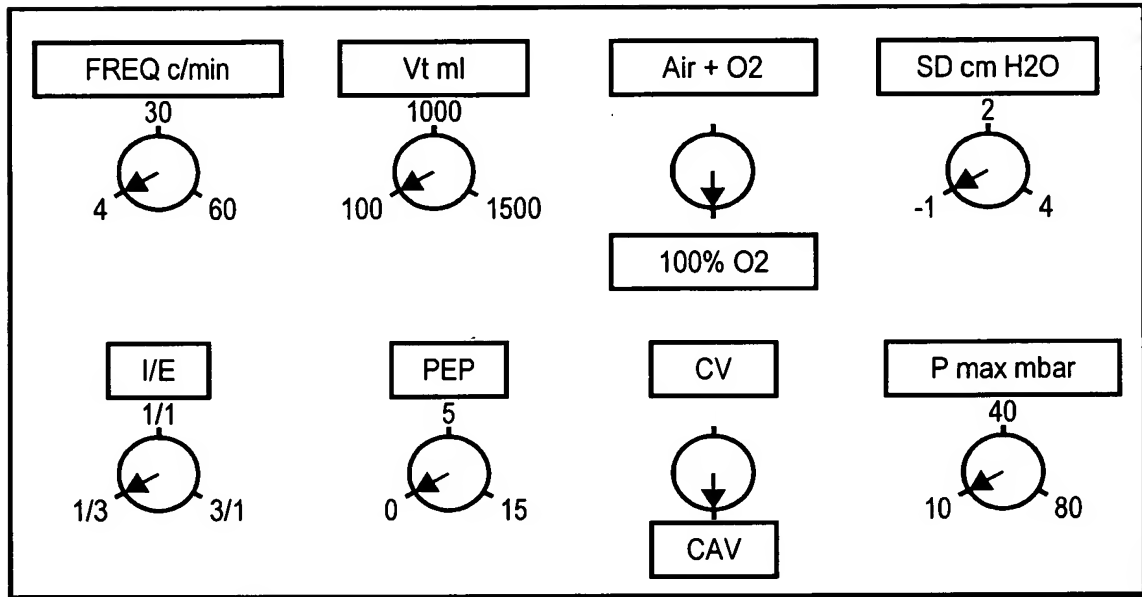 FREQ c/min
30
4
60
Vt ml
1000
100
1500
Air + O2
100% O2
SD cm H2O
2
-1
4
I/E
1/1
1/3
3/1
PEP
5
0
15
CV
CAV
P max mbar
40
10
80